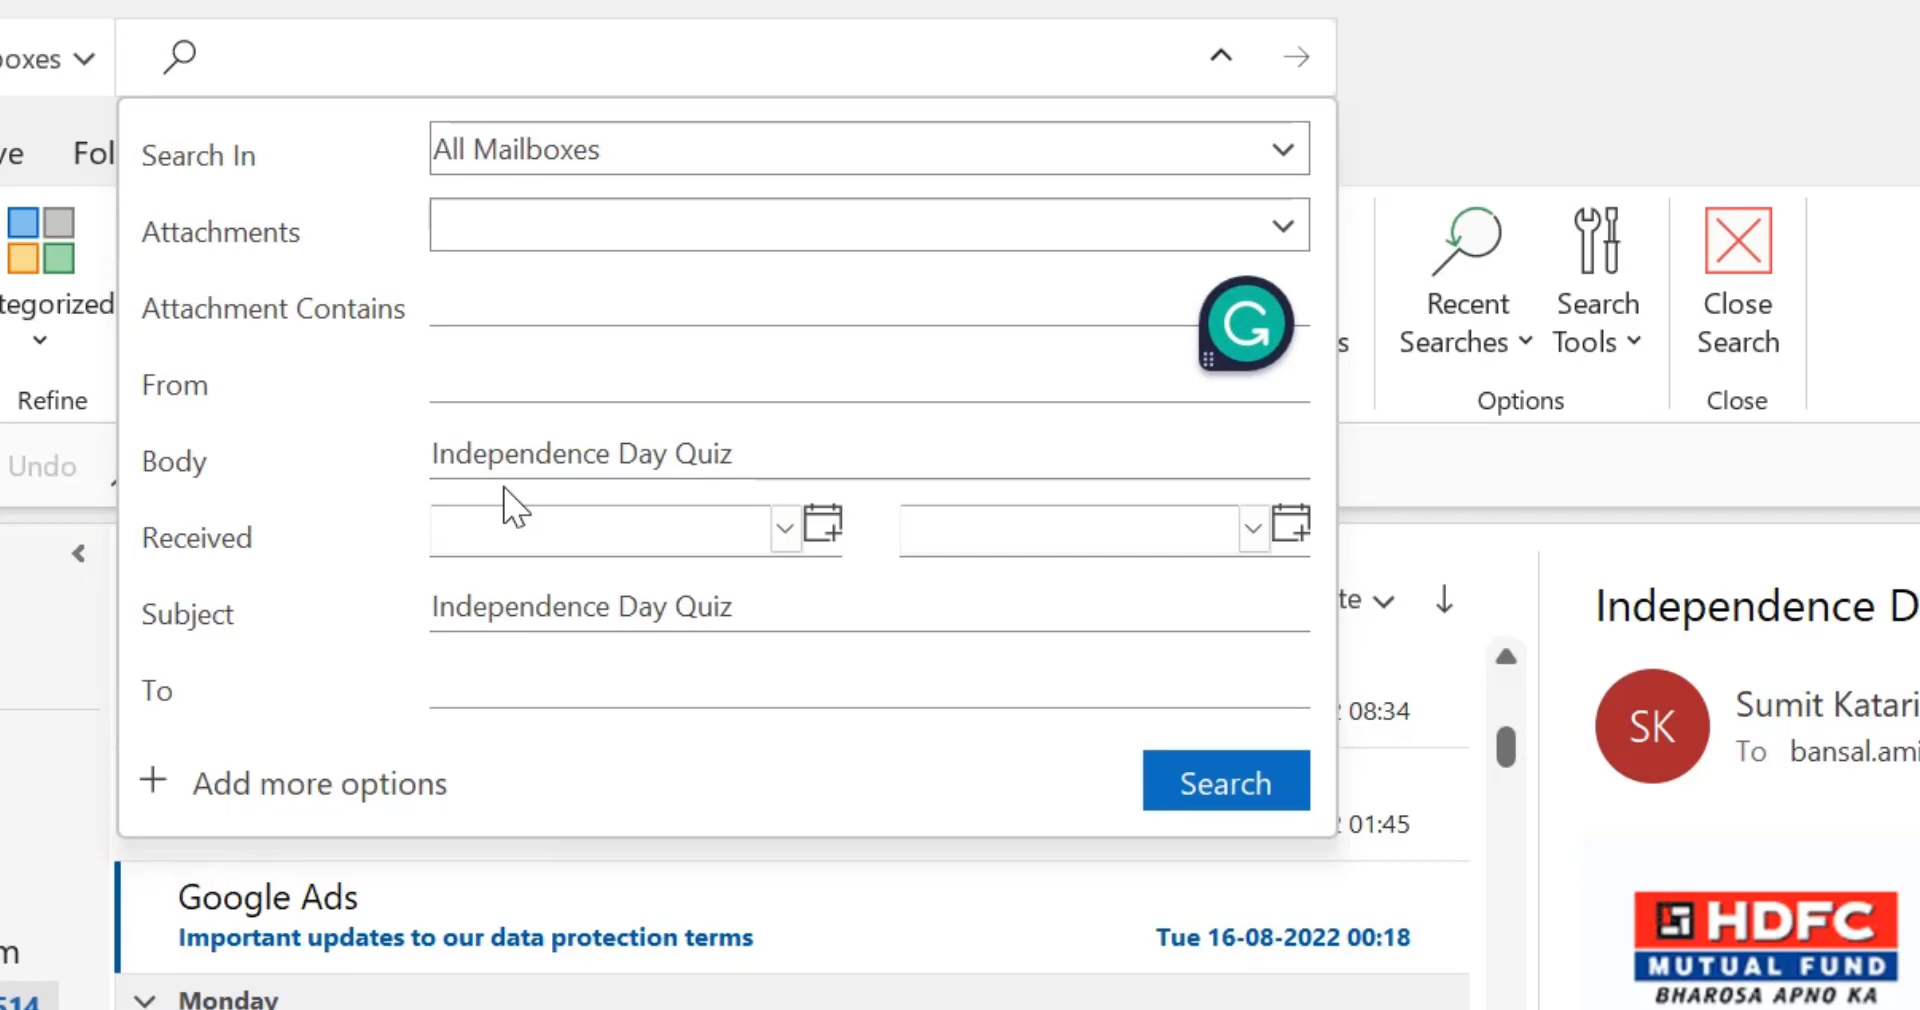 oxes
Search In
All Mailboxes
Attachments
Attachment Contains
From
Body
Independence Day Quiz
Received
Subject
Independence Day Quiz
To
Add more options
Search
ve
Fol
tegorized
Refine
Undo
Recent
Searches
Search
Tools
Options
Close
Search
Close
s
te
08:34
01:45
Google Ads
Important updates to our data protection terms
Tue 16-08-2022 00:18
Monday
m
514
Independence D
SK
Sumit Katari
To bansal.ami
HDFC
MUTUAL FUND
BHAROSA APNO KA